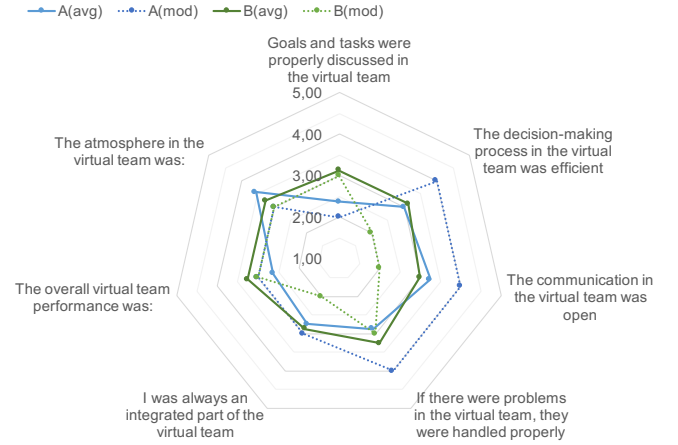 A(avg) A(mod) B(avg) B(mod)
Goals and tasks were
properly discussed in
the virtual team
5,00
4,00
3,00
2,00
1,00
The decision-making
process in the virtual
team was efficient
The communication in
the virtual team was
open
If there were problems
in the virtual team, they
were handled properly
I was always an
integrated part of the
virtual team
The overall virtual team
performance was:
The atmosphere in the
virtual team was: